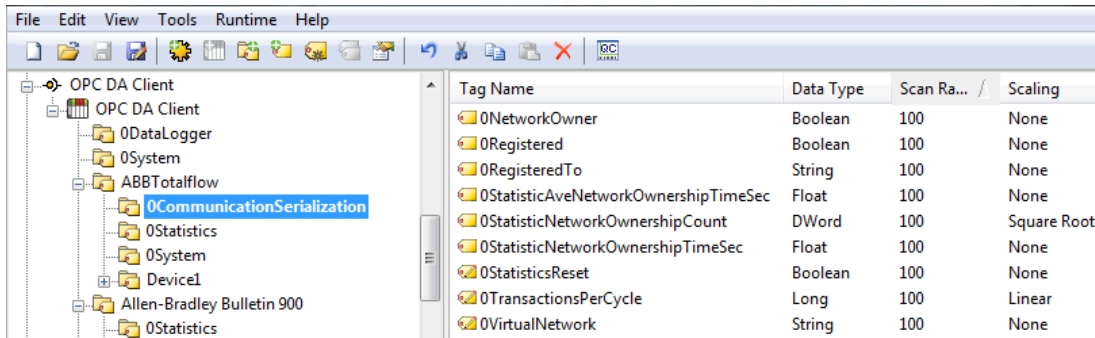 File Edit View Tools Runtime Help
QC
OPC DA Client
OPC DA Client
0DataLogger
0System
ABBTotalflow
0CommunicationSerialization
0Statistics
0System
Device1
Allen-Bradley Bulletin 900
0Statistics
Tag Name Data Type Scan Ra... Scaling
0NetworkOwner Boolean 100 None
0Registered Boolean 100 None
0RegisteredTo String 100 None
0StatisticAveNetworkOwnershipTimeSec Float 100 None
0StatisticNetworkOwnershipCount DWord 100 Square Root
0StatisticNetworkOwnershipTimeSec Float 100 None
0StatisticsReset Boolean 100 None
0TransactionsPerCycle Long 100 Linear
0VirtualNetwork String 100 None